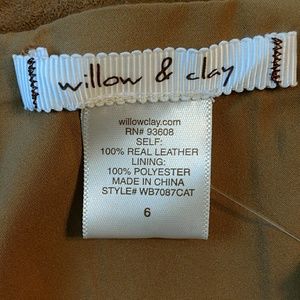 willow & clay
willowclay.com
RN# 93608
SELF:
100% REAL LEATHER
LINING:
100% POLYESTER
MADE IN CHINA
STYLE# WB7087CAT
6